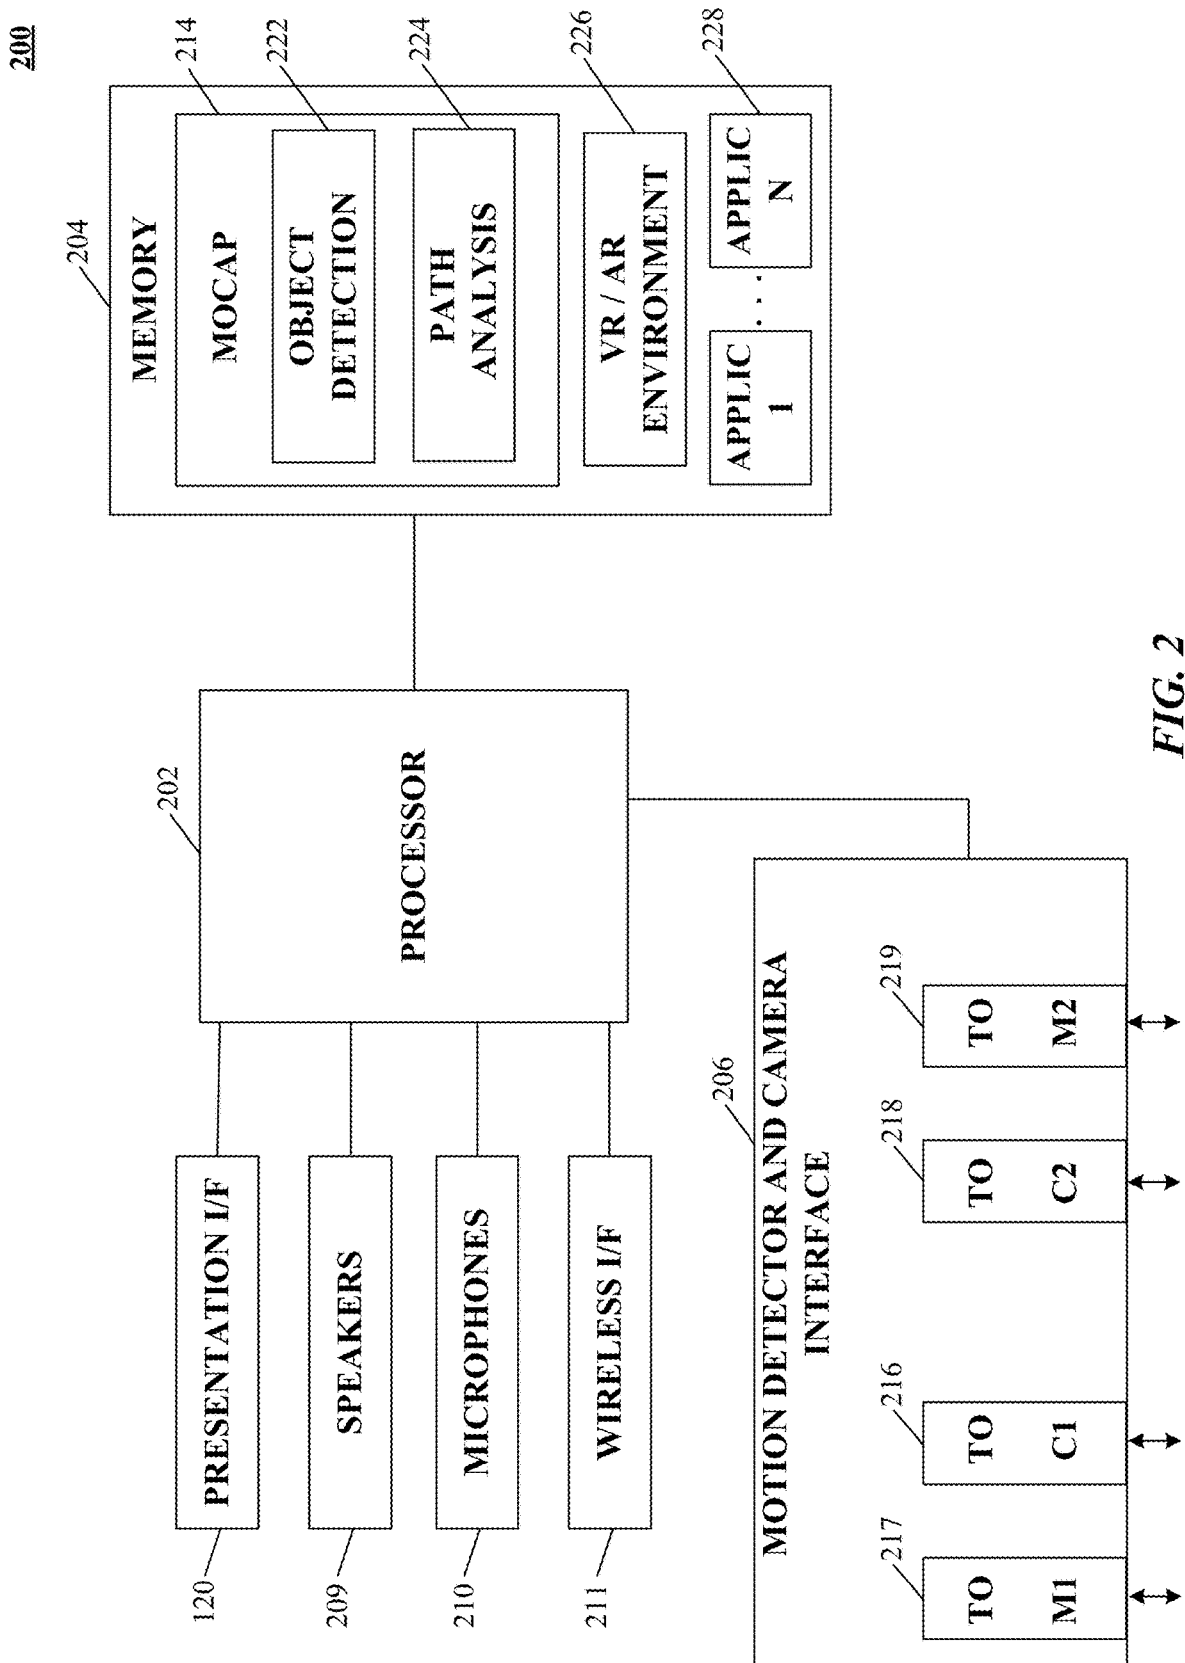 200
120
PRESENTATION I/F
209
SPEAKERS
210
MICROPHONES
211
WIRELESS I/F
202
PROCESSOR
204
MEMORY
214
MOCAP
222
OBJECT
DETECTION
224
PATH
ANALYSIS
226
VR / AR
ENVIRONMENT
228
APPLIC
1
. . .
APPLIC
N
206
MOTION DETECTOR AND CAMERA
INTERFACE
217
TO
M1
216
TO
C1
218
TO
C2
219
TO
M2
FIG. 2